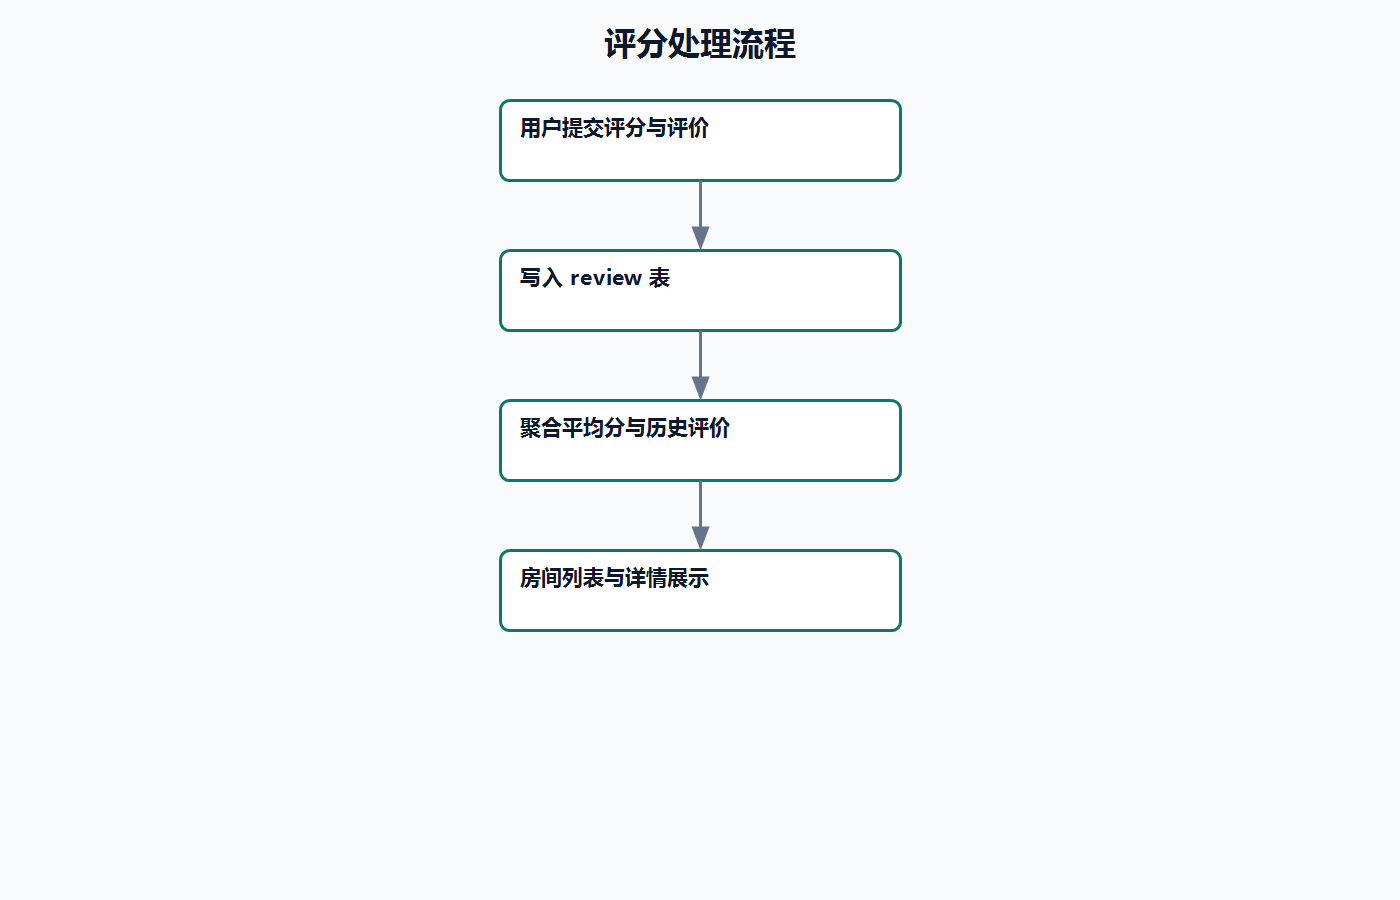 评分处理流程
用户提交评分与评价
写入 review 表
聚合平均分与历史评价
房间列表与详情展示